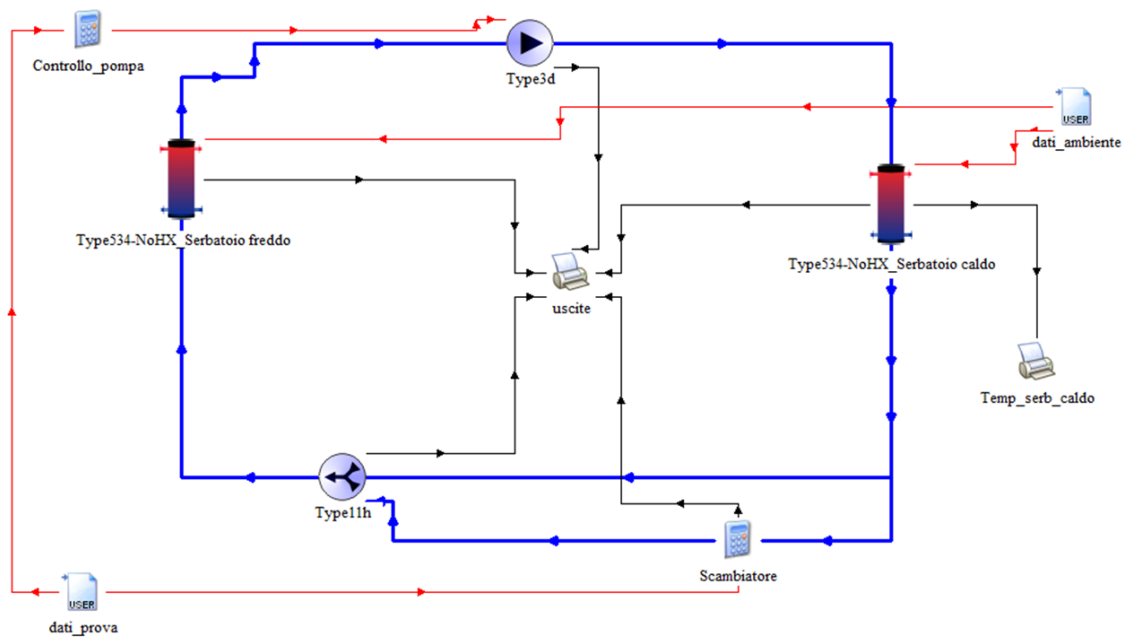 Controllo_pompa
Type3d
USER
dati_ambiente
Type534-NoHX_Serbatoio freddo
Type534-NoHX_Serbatoio caldo
uscite
Temp_serb_caldo
Type11h
Scambiatore
USER
dati_prova